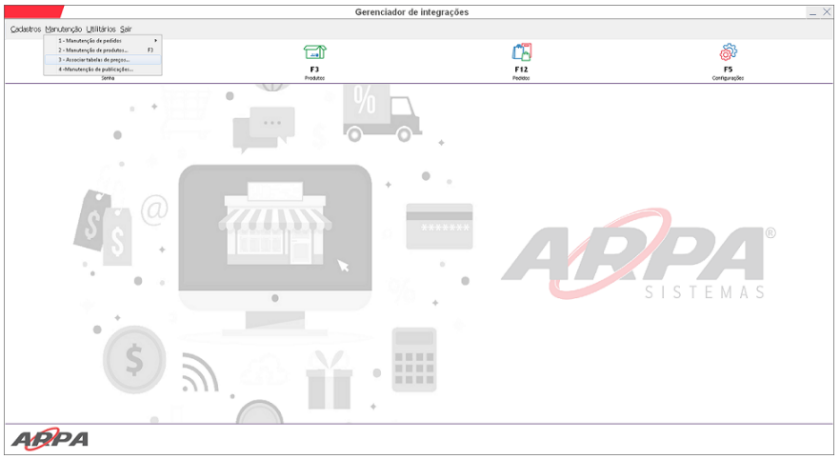 Gerenciador de integrações
Cadastros Manutenção Utilitários Sair
1 - Manutenção de pedidos
2 - Manutenção de produtos... F3
3 - Associar tabelas de preços...
4 -Manutenção de publicações...
F3
Produtos
F12
Pedidos
F5
Configurações
%
@
$
$
$
$
%
ARPA®
SISTEMAS
ARPA